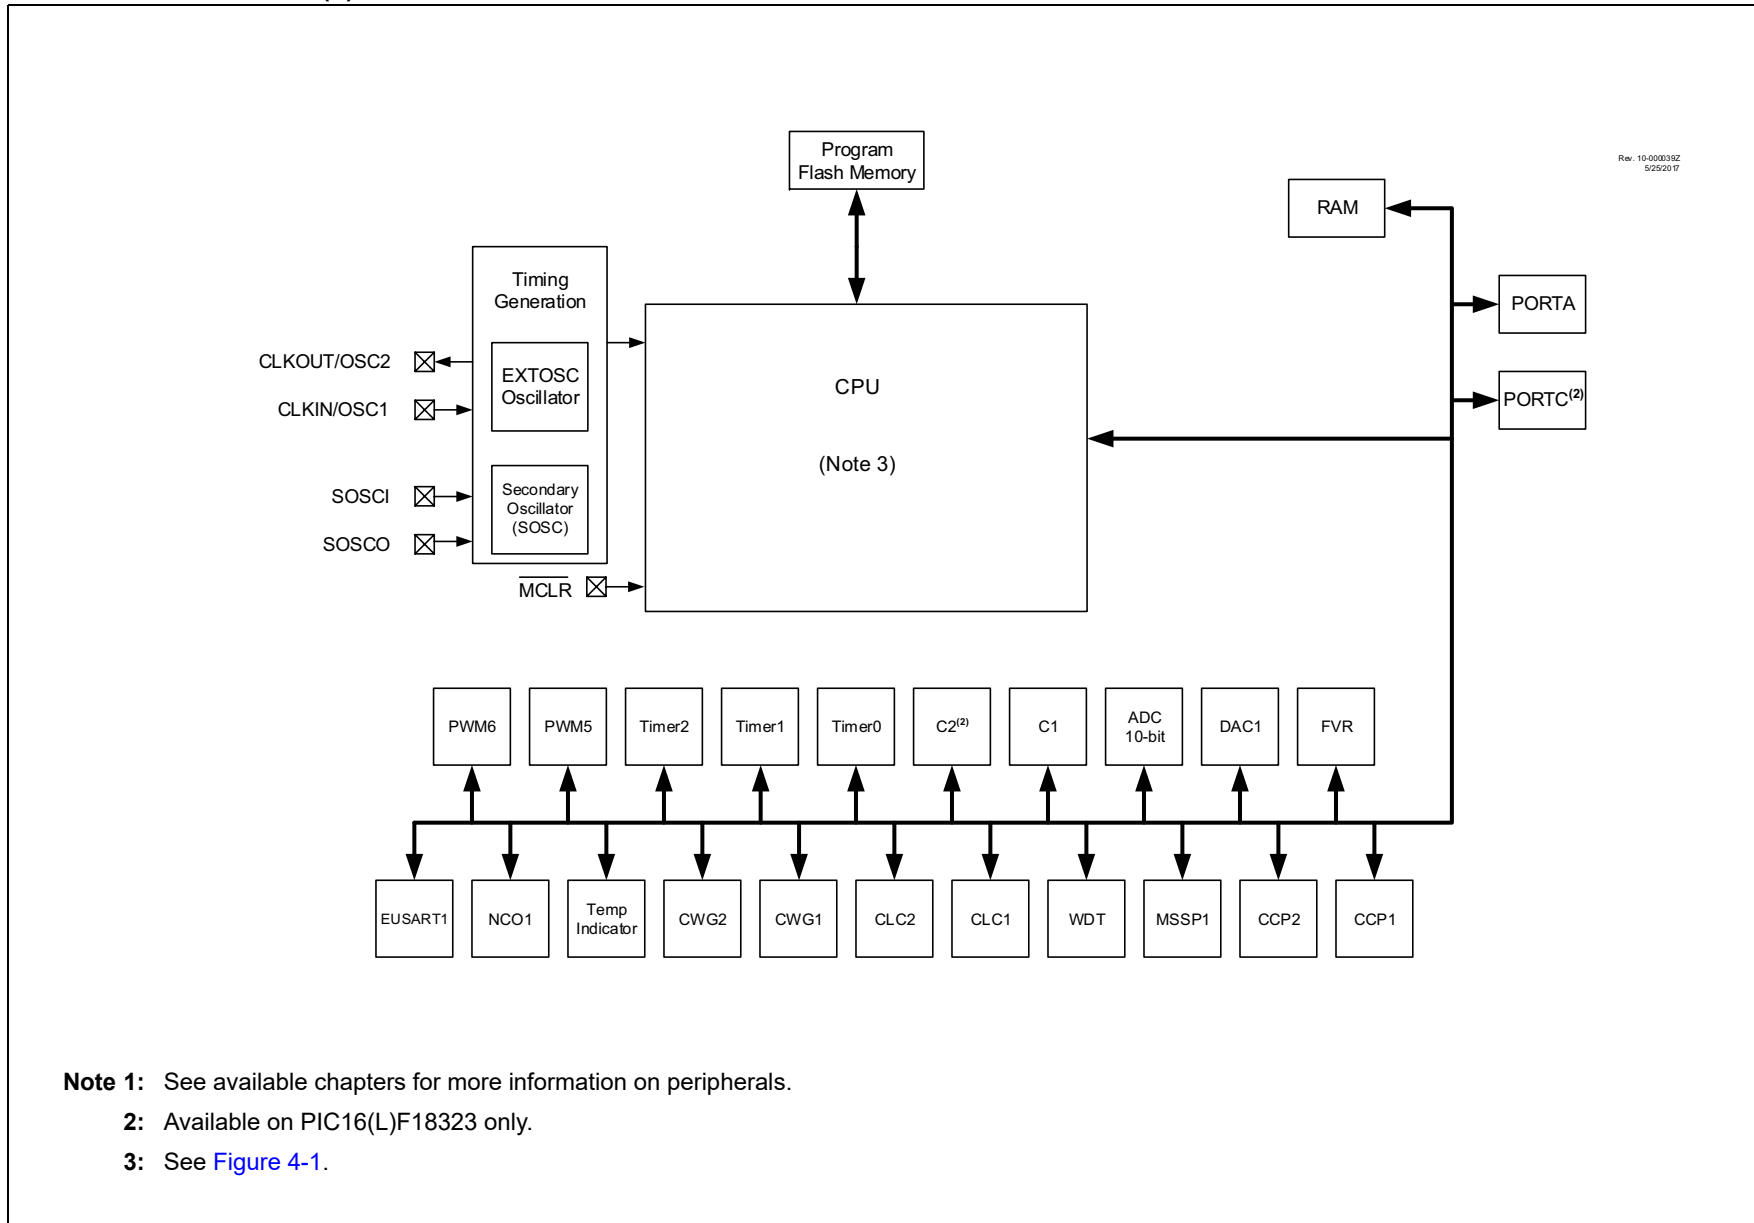 (1)
Program
Flash Memory
Rev. 10-000039Z
5/25/2017
RAM
Timing
Generation
PORTA
CLKOUT/OSC2
EXTOSC
Oscillator
CPU
PORTC(2)
CLKIN/OSC1
(Note 3)
SOSCI
Secondary
Oscillator
(SOSC)
SOSCO
MCLR
PWM6
PWM5
Timer2
Timer1
Timer0
C2(2)
C1
ADC
10-bit
DAC1
FVR
EUSART1
NCO1
Temp
Indicator
CWG2
CWG1
CLC2
CLC1
WDT
MSSP1
CCP2
CCP1
Note 1: See available chapters for more information on peripherals.
2: Available on PIC16(L)F18323 only.
3: See Figure 4-1.